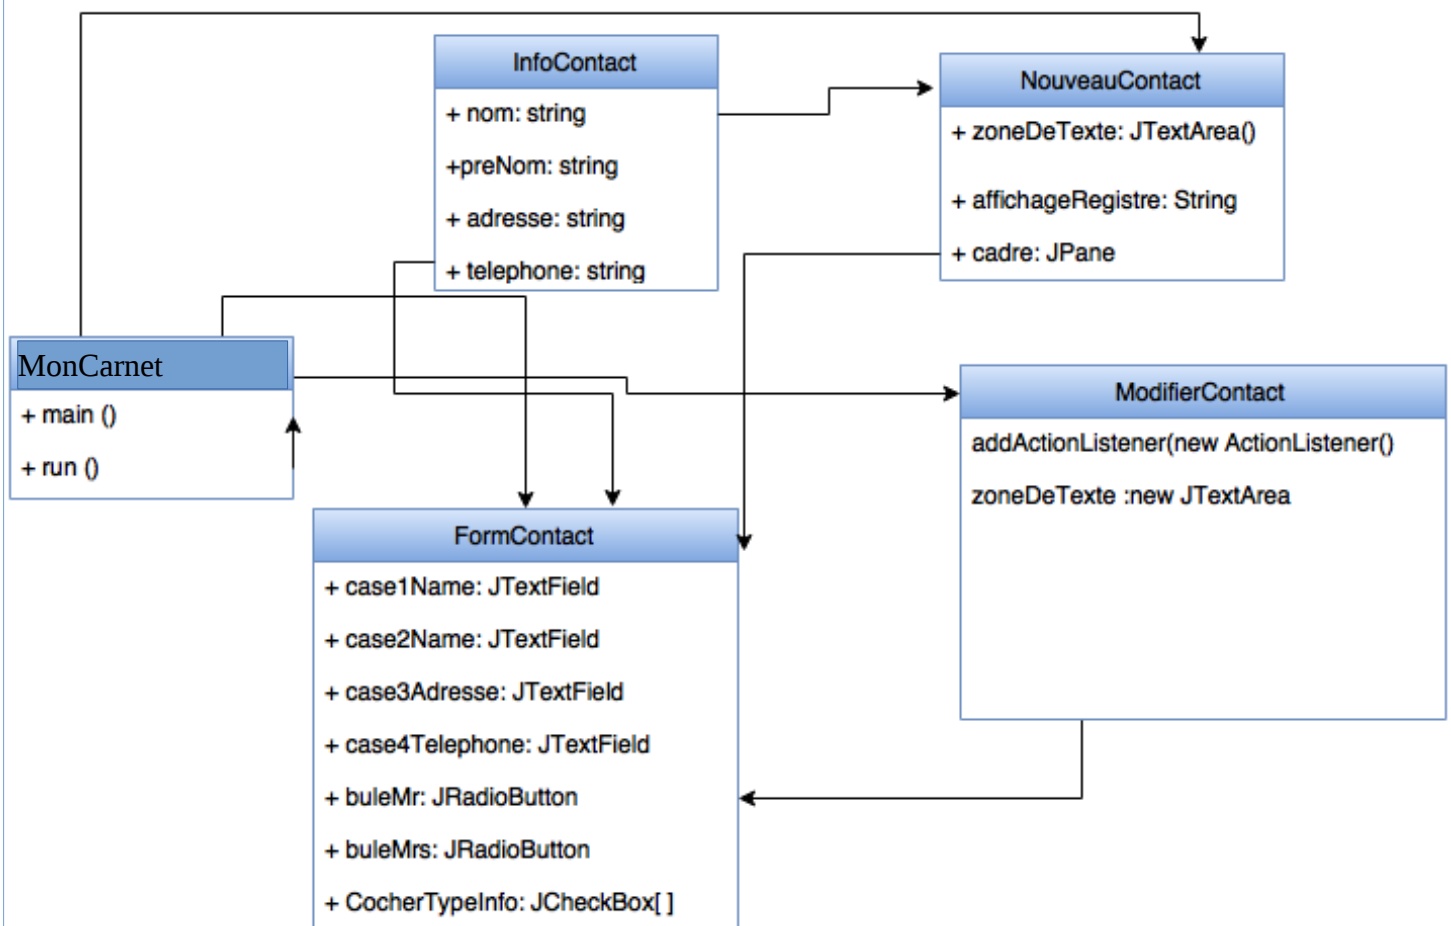 InfoContact
+ nom: string
+preNom: string
+ adresse: string
+ telephone: string
NouveauContact
+ zoneDeTexte: JTextArea()
+ affichageRegistre: String
+ cadre: JPane
MonCarnet
+ main ()
+ run ()
ModifierContact
addActionListener(new ActionListener()
zoneDeTexte :new JTextArea
FormContact
+ case1Name: JTextField
+ case2Name: JTextField
+ case3Adresse: JTextField
+ case4Telephone: JTextField
+ buleMr: JRadioButton
+ buleMrs: JRadioButton
+ CocherTypeInfo: JCheckBox[ ]